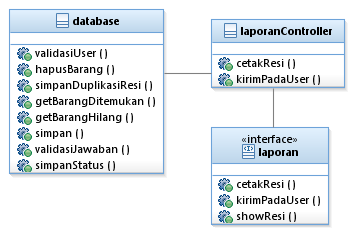 database
validasiUser ()
hapusBarang ()
simpanDuplikasiResi ()
getBarangDitemukan ()
getBarangHilang ()
simpan ()
validasiJawaban ()
simpanStatus ()
laporanController
cetakResi ()
kirimPadaUser ()
«interface»
laporan
cetakResi ()
kirimPadaUser ()
showResi ()